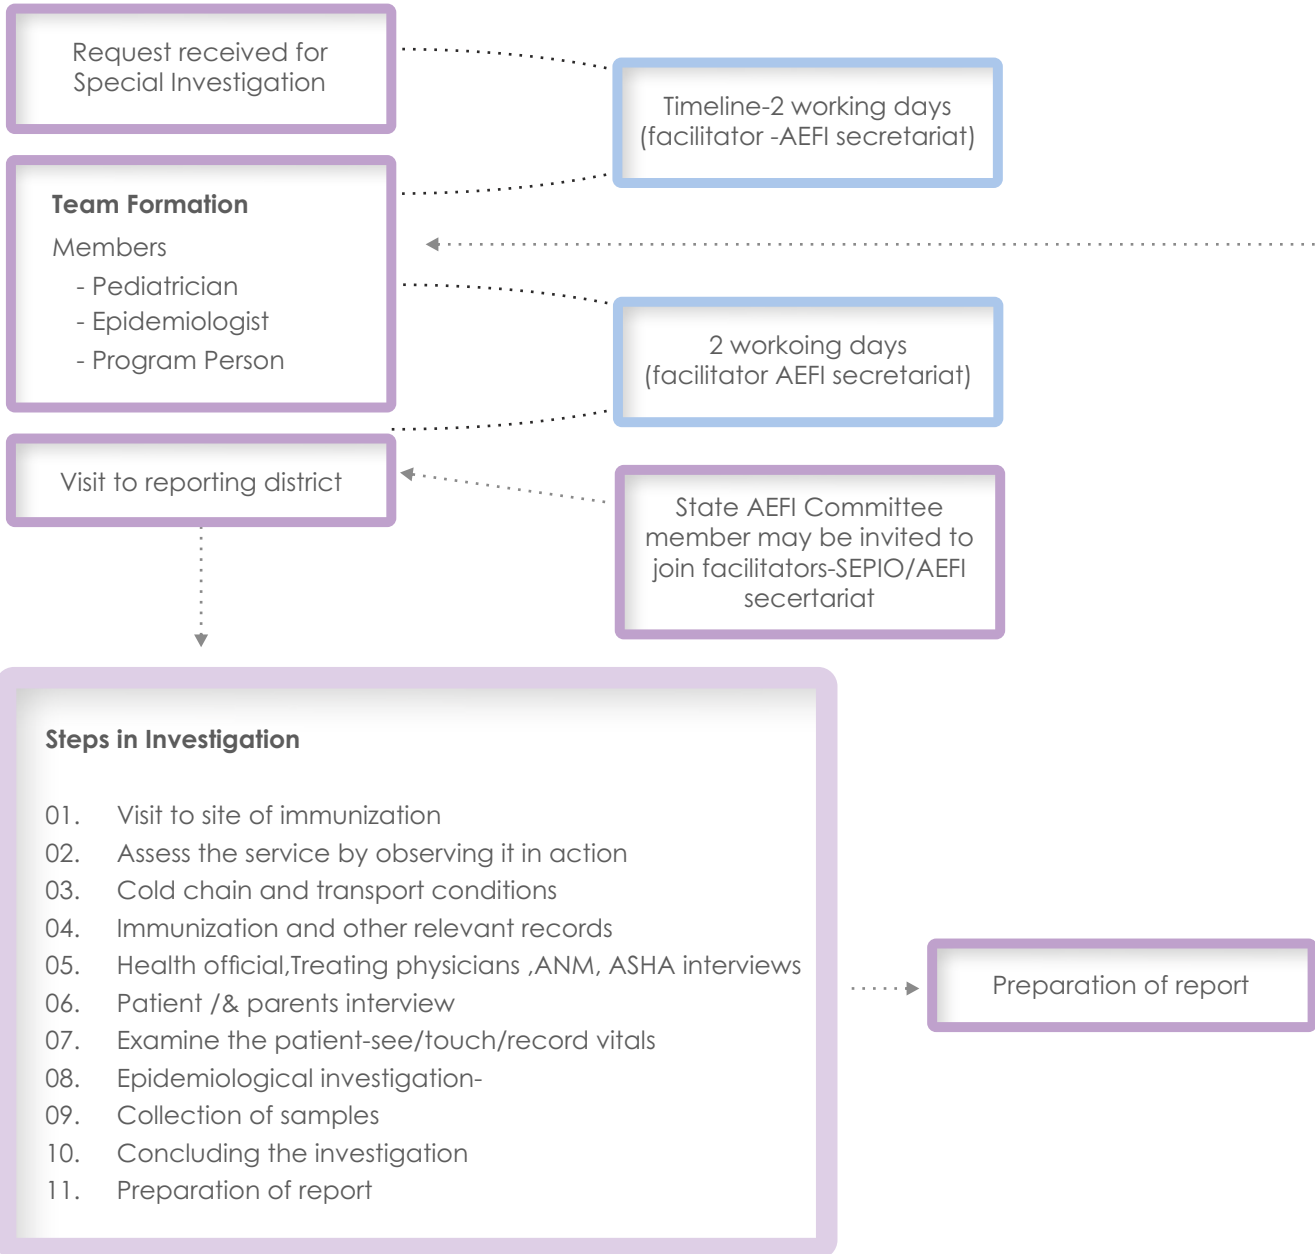 Request received for
Special Investigation
Timeline-2 working days
(facilitator -AEFI secretariat)
Team Formation
Members
- Pediatrician
- Epidemiologist
- Program Person
2 workoing days
(facilitator AEFI secretariat)
Visit to reporting district
State AEFI Committee
member may be invited to
join facilitators-SEPIO/AEFI
secertariat
Steps in Investigation
01. Visit to site of immunization
02. Assess the service by observing it in action
03. Cold chain and transport conditions
04. Immunization and other relevant records
05. Health official,Treating physicians ,ANM, ASHA interviews
06. Patient /& parents interview
07. Examine the patient-see/touch/record vitals
08. Epidemiological investigation-
09. Collection of samples
10. Concluding the investigation
11. Preparation of report
Preparation of report